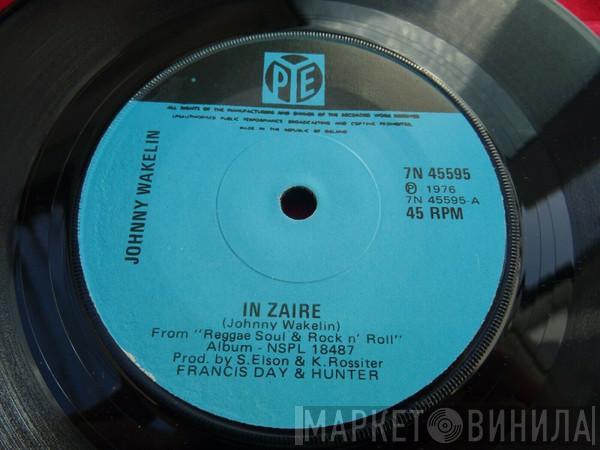 PYE
ALL RIGHTS OF THE MANUFACTURERS AND OWNER OF THE RECORDED WORK RESERVED
UNAUTHORISED PUBLIC PERFORMANCE BROADCASTING AND COPYING PROHIBITED.
MADE IN THE REPUBLIC OF IRELAND
JOHNNY WAKELIN
7N 45595
Ⓟ 1976
7N 45595-A
45 RPM
IN ZAIRE
(Johnny Wakelin)
From "Reggae Soul & Rock n' Roll"
Album - NSPL 18487
Prod. by S.Elson & K.Rossiter
FRANCIS DAY & HUNTER
МАРКЕТ ВИНИЛА